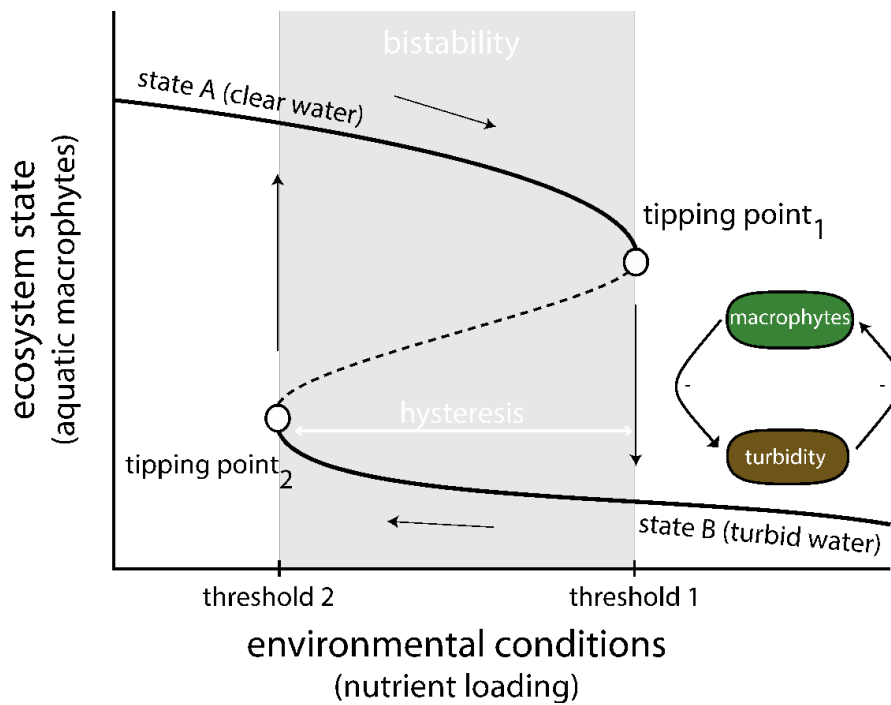 bistability
state A (clear water)
tipping point1
macrophytes
-
-
hysteresis
turbidity
tipping point2
state B (turbid water)
ecosystem state
(aquatic macrophytes)
threshold 2
threshold 1
environmental conditions
(nutrient loading)